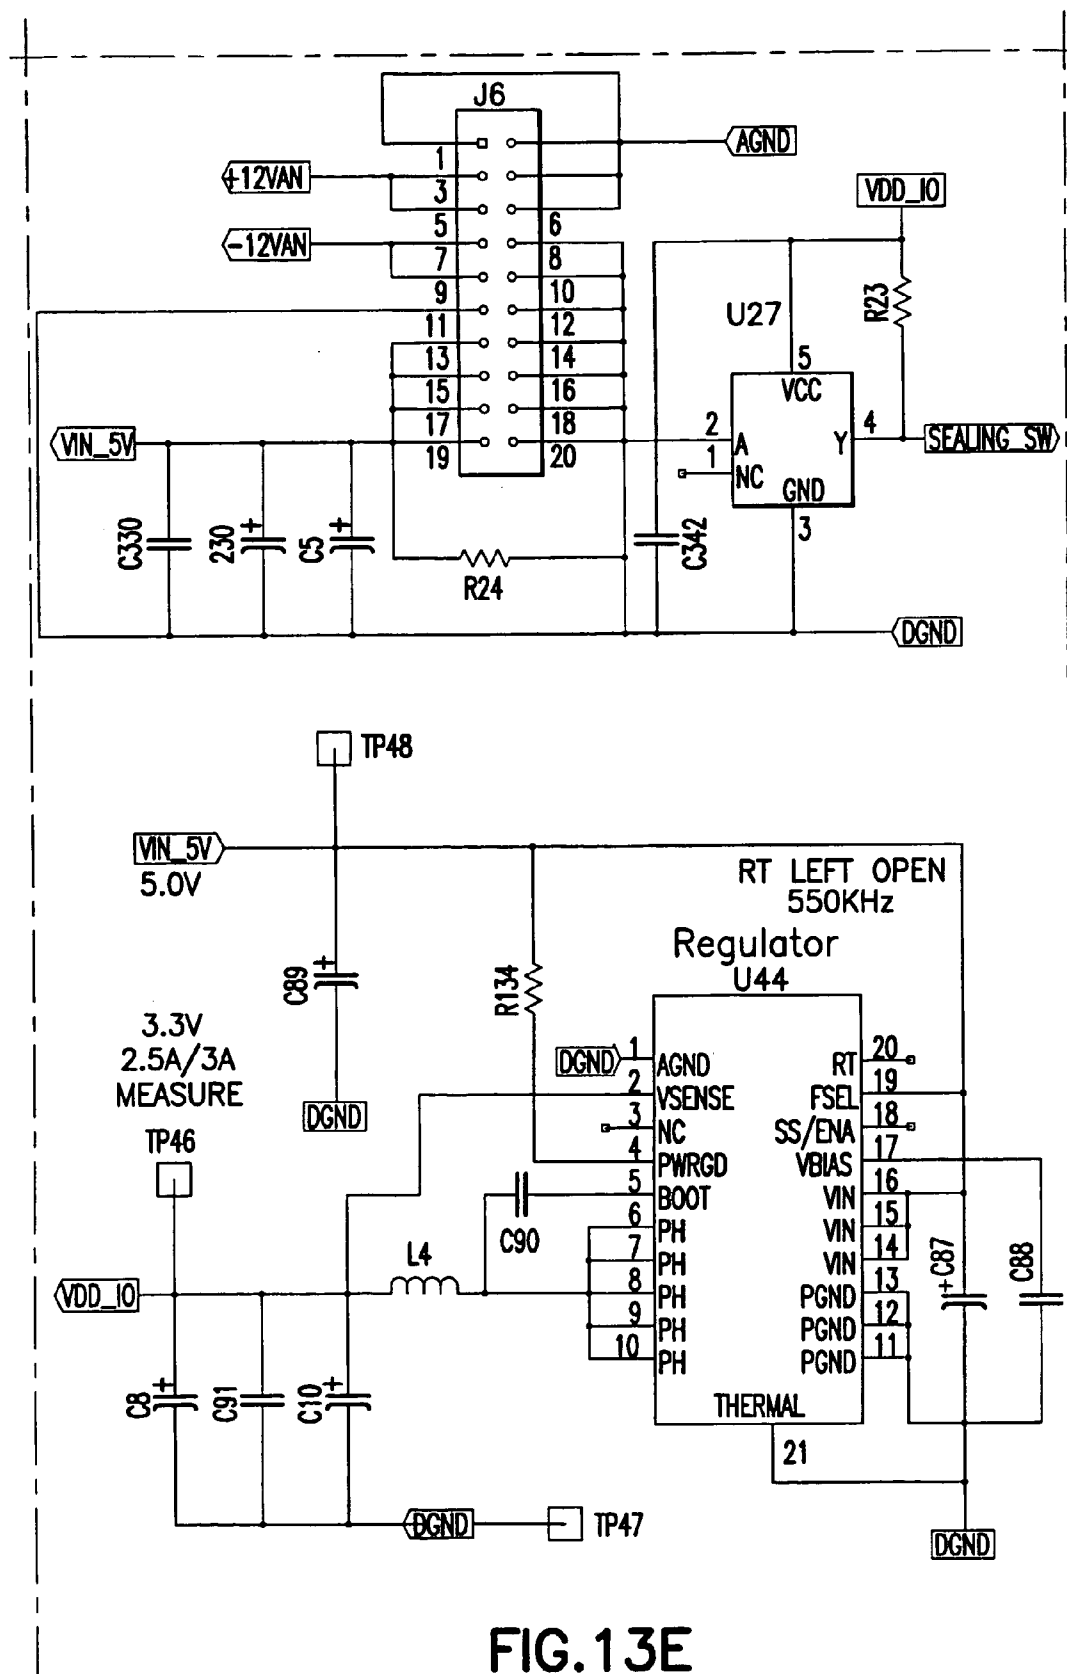 J6
AGND
1
+12VAN
3
VDD_IO
5
6
-12VAN
7
8
9
10
R23
U27
11
12
13
14
5
VCC
15
16
17
18
VIN_5V
19
20
2
A
Y
4
SEALING_SW
1
NC
GND
3
C330
230
+
C5
+
R24
C342
DGND
TP48
VIN_5V
5.0V
RT LEFT OPEN
550KHz
Regulator
U44
C89
+
R134
3.3V
2.5A/3A
MEASURE
DGND
TP46
DGND
1
AGND
RT
20
2
VSENSE
FSEL
19
3
NC
SS/ENA
18
4
PWRGD
VBIAS
17
5
BOOT
VIN
16
6
PH
VIN
15
7
PH
VIN
14
8
PH
PGND
13
9
PH
PGND
12
10
PH
PGND
11
THERMAL
21
C90
L4
VDD_IO
+
C87
C88
C8
+
C91
C10
+
DGND
TP47
DGND
FIG.13E